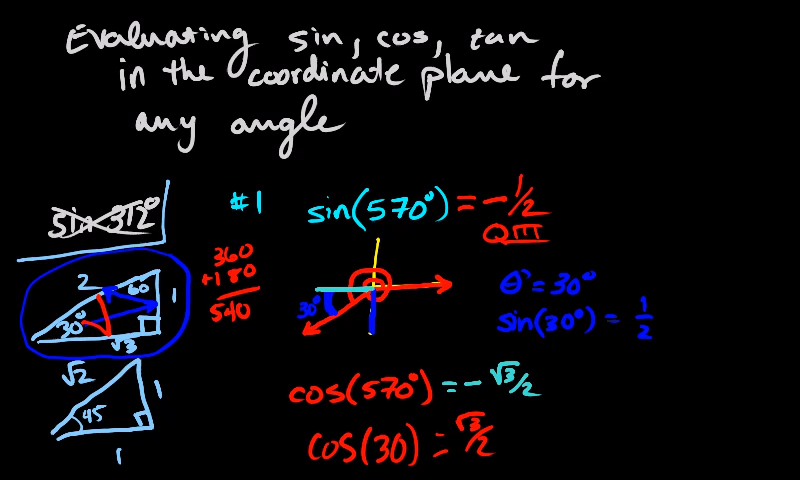 Evaluating sin, cos, tan
in the coordinate plane for
any angle
sin 312°
#1
sin(570°) = -1/2
QIII
360
+180
540
2
60
1
30°
√3
30°
θ' = 30°
sin(30°) = 1/2
√2
1
45
1
cos(570°) = -√3/2
cos(30) = √3/2